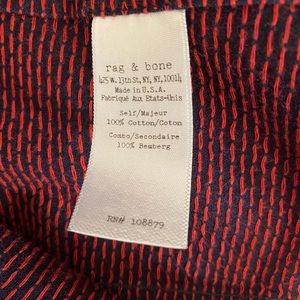 rag & bone
425 W. 13th St, NY, NY, 10014
Made in U.S.A.
Fabriqué Aux Etats-Unis
Self/Majeur
100% Cotton/Coton
Combo/Secondaire
100% Bemberg
RN# 108879